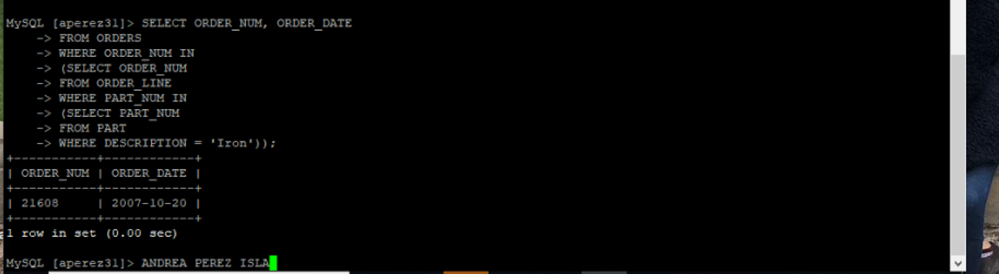 MySQL [aperez31]> SELECT ORDER_NUM, ORDER_DATE
    -> FROM ORDERS
    -> WHERE ORDER_NUM IN
    -> (SELECT ORDER_NUM
    -> FROM ORDER_LINE
    -> WHERE PART_NUM IN
    -> (SELECT PART_NUM
    -> FROM PART
    -> WHERE DESCRIPTION = 'Iron'));
+-----------+------------+
| ORDER_NUM | ORDER_DATE |
+-----------+------------+
| 21608     | 2007-10-20 |
+-----------+------------+
1 row in set (0.00 sec)
MySQL [aperez31]> ANDREA PEREZ ISLA